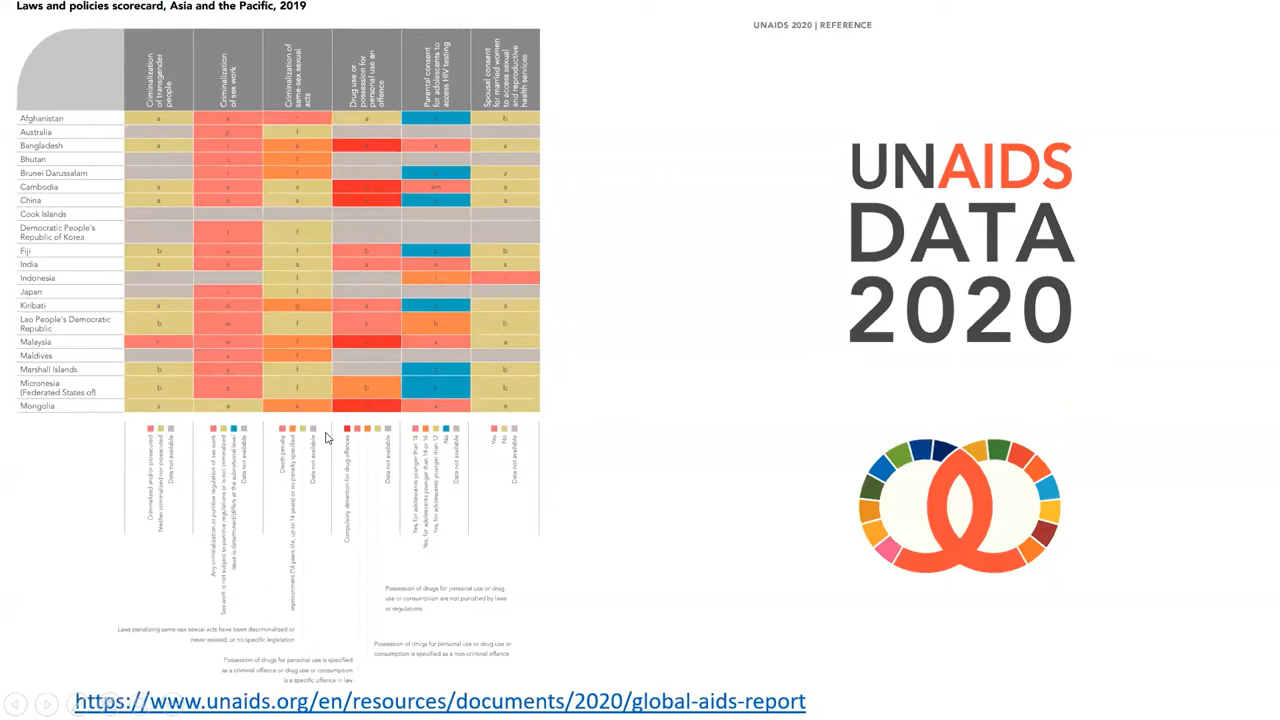 Laws and policies scorecard, Asia and the Pacific, 2019
UNAIDS 2020 | REFERENCE
Criminalization
of transgender
people
Criminalization
of sex work
Criminalization of
same-sex sexual
acts
Drug use or
possession for
personal use an
offence
Parental consent
for adolescents to
access HIV testing
Spousal consent
for married women
to access sexual
and reproductive
health services
Afghanistan
Australia
Bangladesh
Bhutan
Brunei Darussalam
Cambodia
China
Cook Islands
Democratic People's
Republic of Korea
Fiji
India
Indonesia
Japan
Kiribati
Lao People's Democratic
Republic
Malaysia
Maldives
Marshall Islands
Micronesia
(Federated States of)
Mongolia
Criminalized and/or prosecuted
Neither criminalized nor prosecuted
Data not available
Any criminalization or punitive regulation of sex work
Sex work is not subject to punitive regulations or is not criminalized
Issue is determined/differs at the subnational level
Data not available
Death penalty
Imprisonment (14 years–life, up to 14 years) or no penalty specified
Laws penalizing same-sex sexual acts have been decriminalized or
never existed, or no specific legislation
Data not available
Compulsory detention for drug offences
Possession of drugs for personal use is specified
as a criminal offence or drug use or consumption
is a specific offence in law
Possession of drugs for personal use or drug use or
consumption is specified as a non-criminal offence
Possession of drugs for personal use or drug
use or consumption are not punished by laws
or regulations
Data not available
Yes, for adolescents younger than 18
Yes, for adolescents younger than 14 or 16
Yes, for adolescents younger than 12
No
Data not available
Yes
No
Data not available
UNAIDS
DATA
2020
https://www.unaids.org/en/resources/documents/2020/global-aids-report